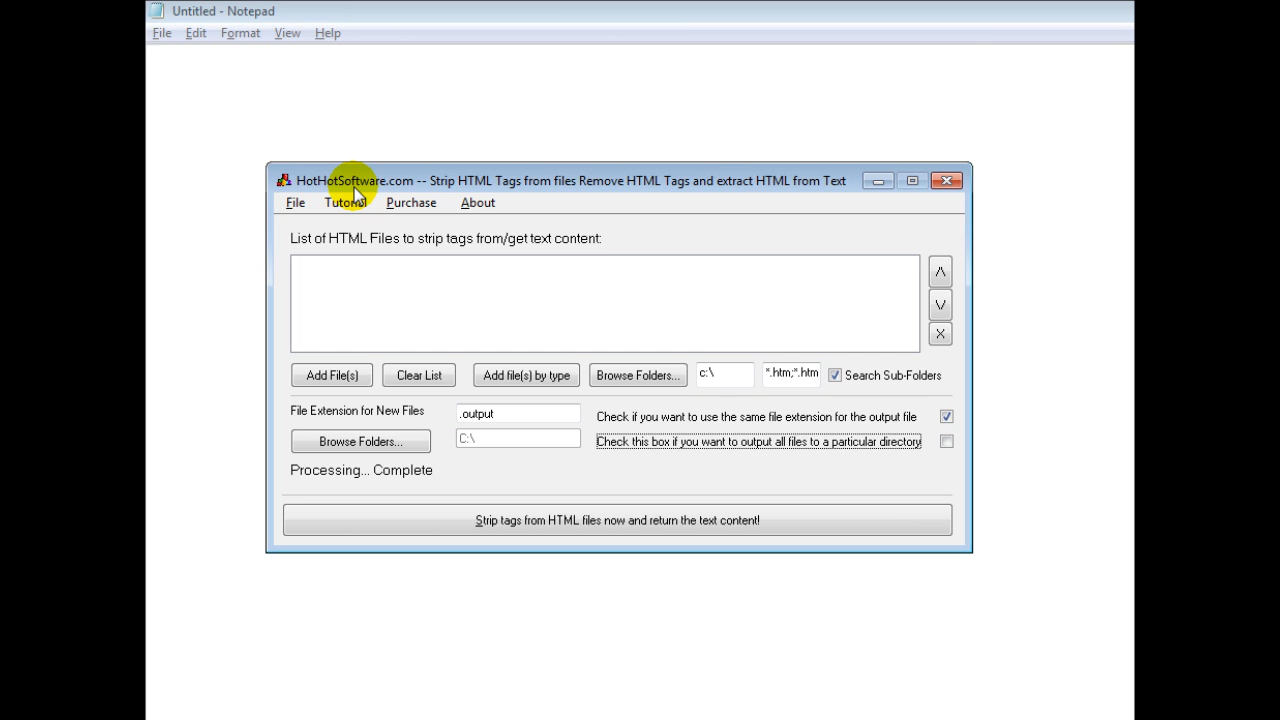 Untitled - Notepad
File Edit Format View Help
HotHotSoftware.com -- Strip HTML Tags from files Remove HTML Tags and extract HTML from Text
File Tutorial Purchase About
List of HTML Files to strip tags from/get text content:
/\
\/
X
Add File(s) Clear List Add file(s) by type Browse Folders... c:\ *.htm;*.htm Search Sub-Folders
File Extension for New Files .output Check if you want to use the same file extension for the output file
Browse Folders... C:\ Check this box if you want to output all files to a particular directory
Processing... Complete
Strip tags from HTML files now and return the text content!